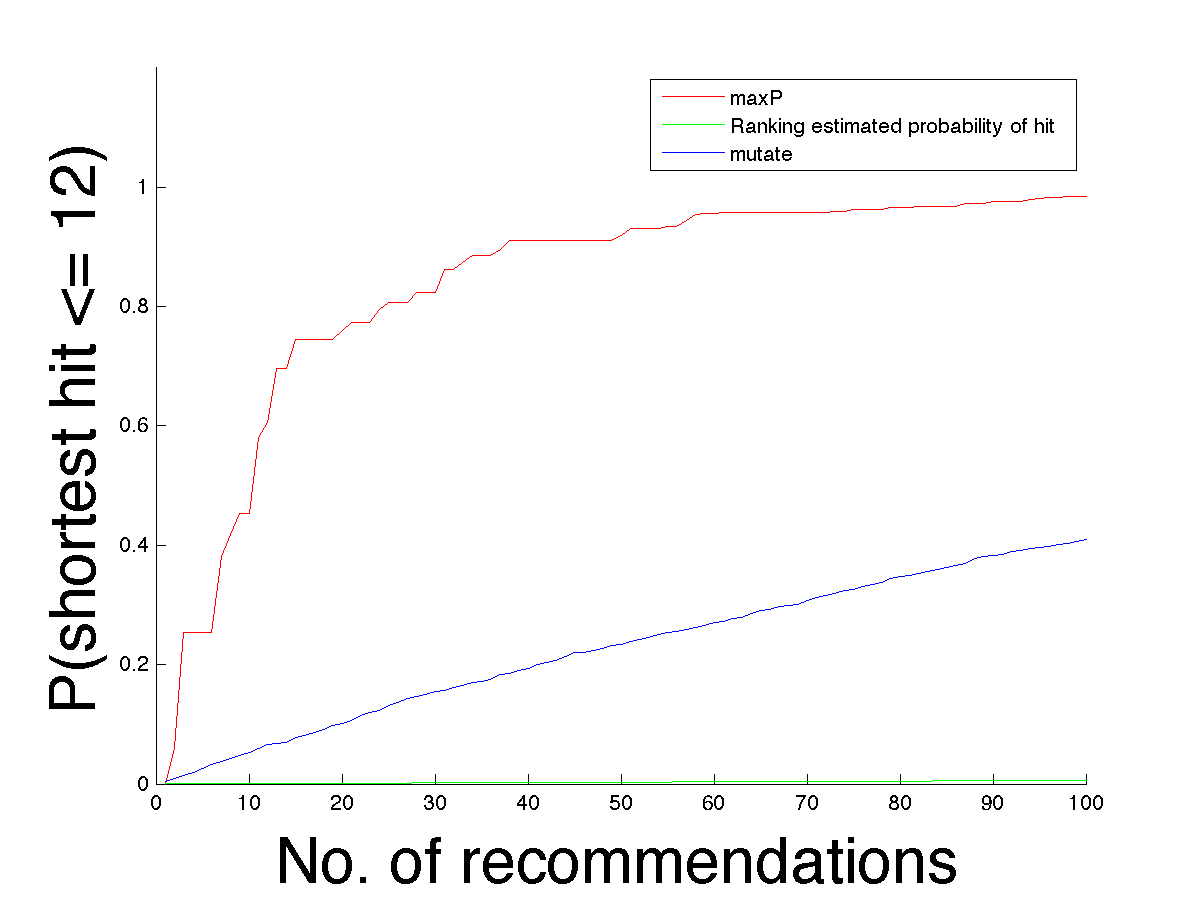 maxP
Ranking estimated probability of hit
mutate
P(shortest hit <= 12)
1
0.8
0.6
0.4
0.2
0
0 10 20 30 40 50 60 70 80 90 100
No. of recommendations